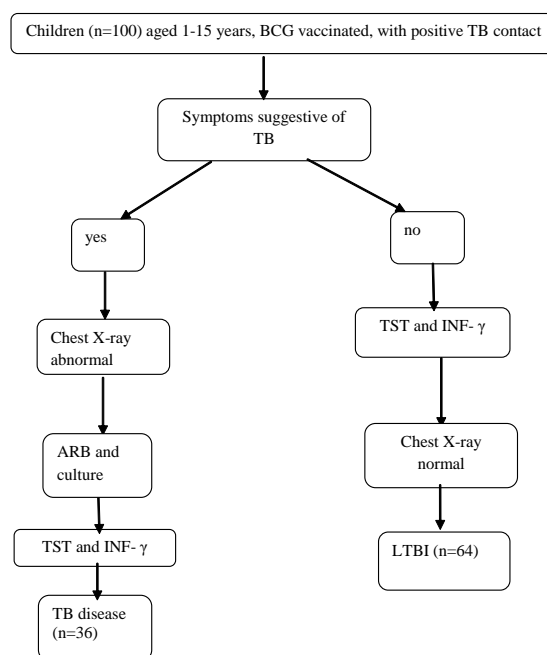 Children (n=100) aged 1-15 years, BCG vaccinated, with positive TB contact
Symptoms suggestive of
TB
yes
no
Chest X-ray
abnormal
TST and INF- γ
ARB and
culture
Chest X-ray
normal
TST and INF- γ
LTBI (n=64)
TB disease
(n=36)